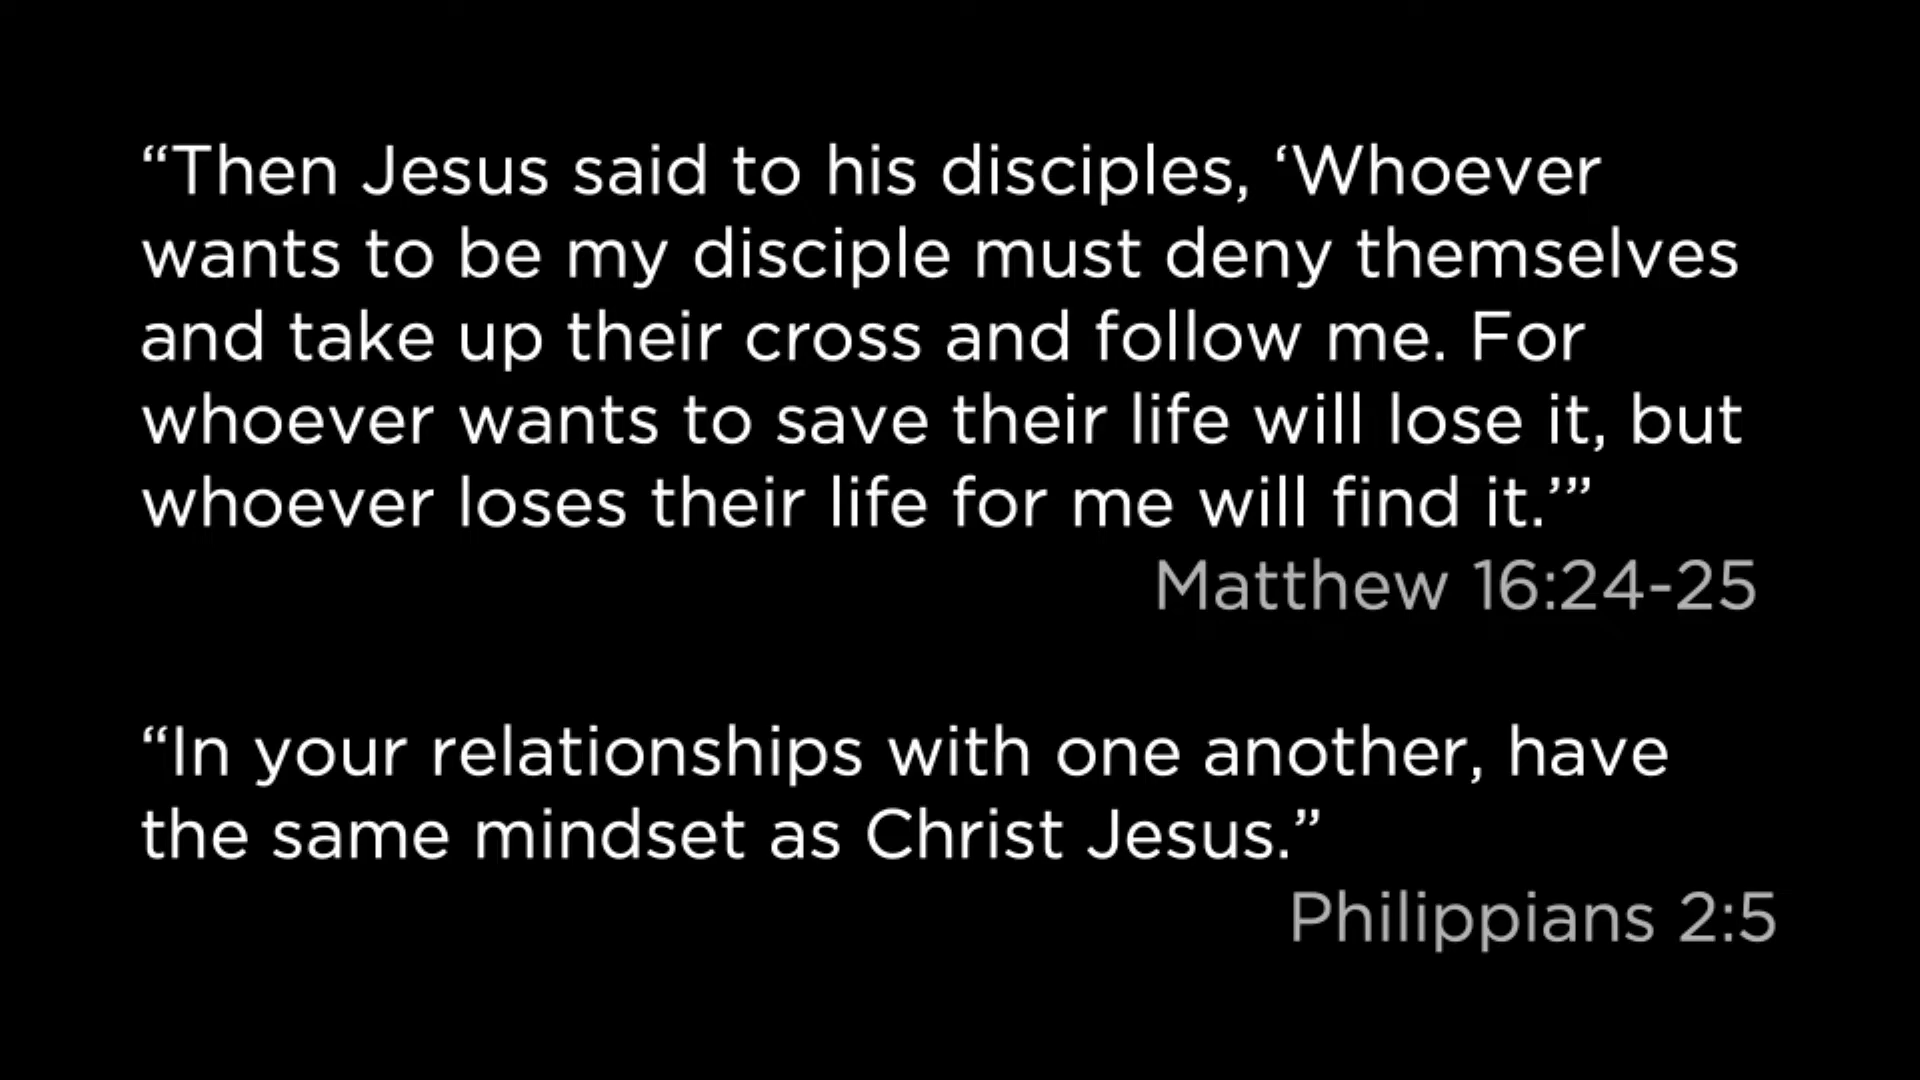 “Then Jesus said to his disciples, ‘Whoever
wants to be my disciple must deny themselves
and take up their cross and follow me. For
whoever wants to save their life will lose it, but
whoever loses their life for me will find it.’”
Matthew 16:24-25
“In your relationships with one another, have
the same mindset as Christ Jesus.”
Philippians 2:5